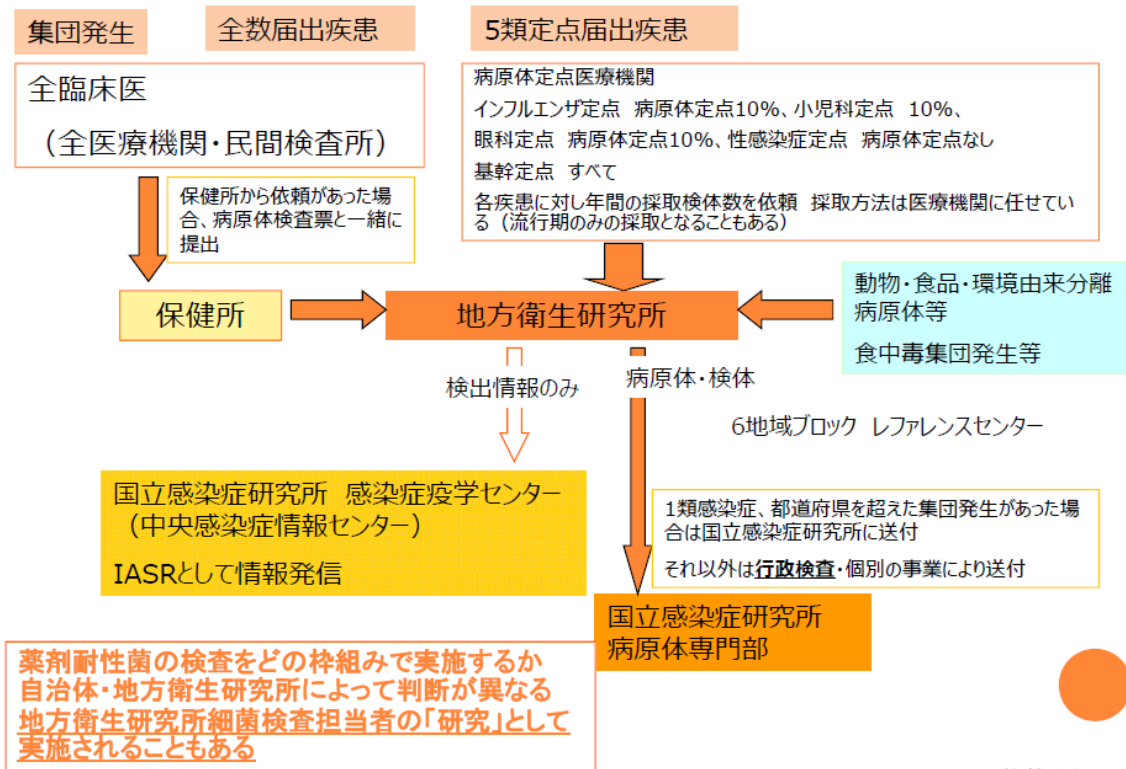 集団発生
全数届出疾患
5類定点届出疾患
全臨床医
（全医療機関・民間検査所）
病原体定点医療機関
インフルエンザ定点 病原体定点10%、小児科定点 10%、
眼科定点 病原体定点10%、性感染症定点 病原体定点なし
基幹定点 すべて
各疾患に対し年間の採取検体数を依頼 採取方法は医療機関に任せてい
る（流行期のみの採取となることもある）
保健所から依頼があった場
合、病原体検査票と一緒に
提出
保健所
地方衛生研究所
動物・食品・環境由来分離
病原体等
食中毒集団発生等
検出情報のみ
病原体・検体
6地域ブロック レファレンスセンター
国立感染症研究所 感染症疫学センター
（中央感染症情報センター）
IASRとして情報発信
1類感染症、都道府県を超えた集団発生があった場
合は国立感染症研究所に送付
それ以外は行政検査・個別の事業により送付
国立感染症研究所
病原体専門部
薬剤耐性菌の検査をどの枠組みで実施するか
自治体・地方衛生研究所によって判断が異なる
地方衛生研究所細菌検査担当者の「研究」として
実施されることもある